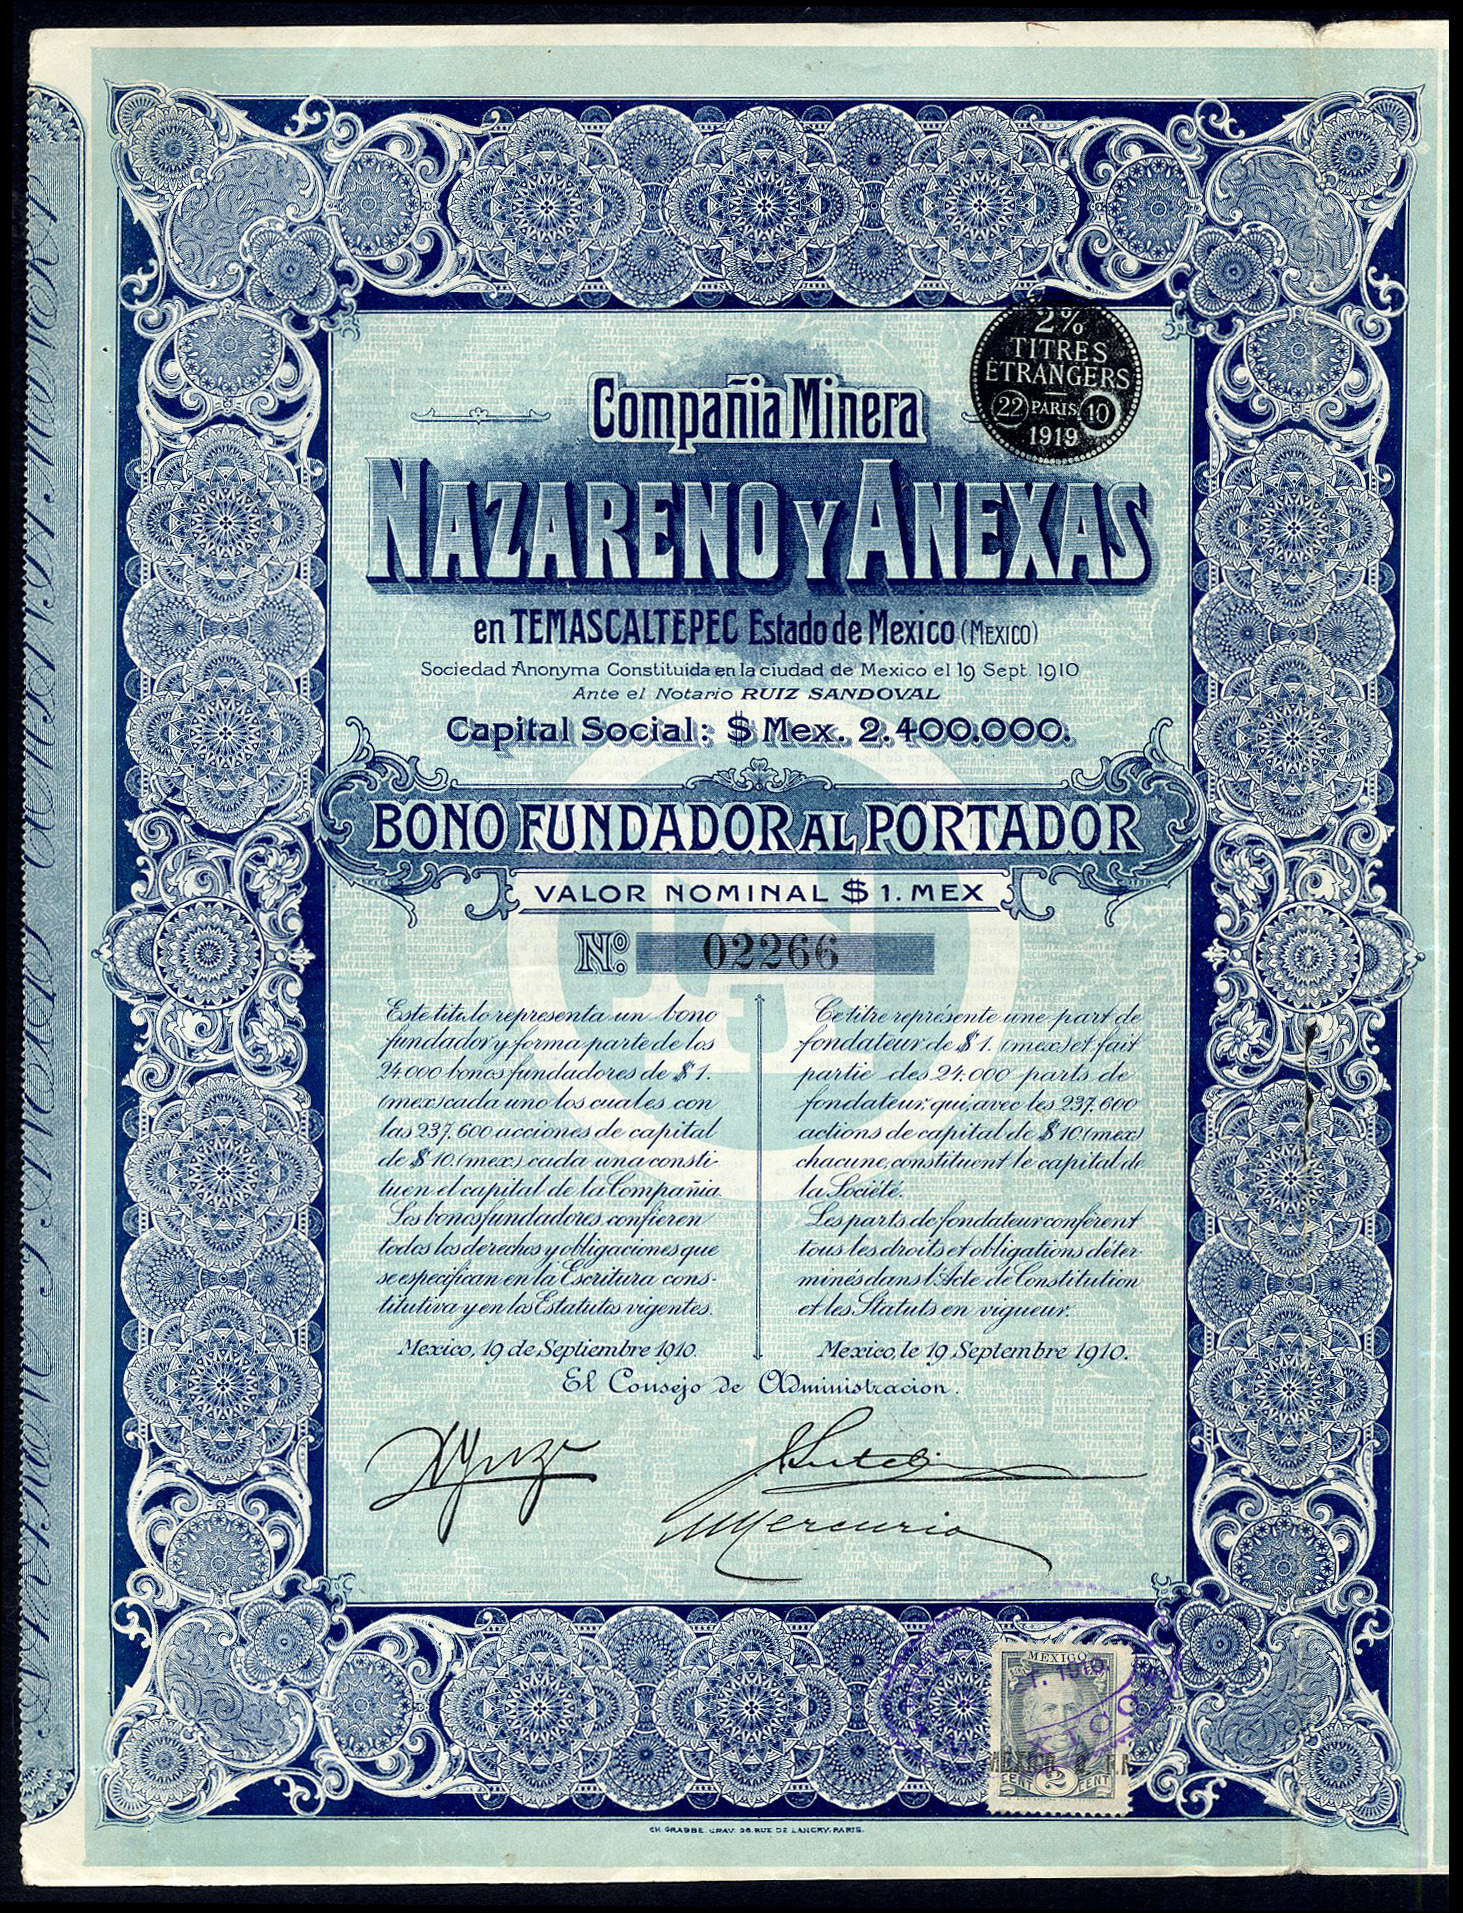 Compañia Minera
NAZARENO Y ANEXAS
en TEMASCALTEPEC Estado de Mexico (MEXICO)
Sociedad Anonyma Constituida en la ciudad de Mexico el 19 Sept. 1910
Ante el Notario RUIZ SANDOVAL
Capital Social: $ Mex. 2.400.000.
BONO FUNDADOR AL PORTADOR
VALOR NOMINAL $ 1. MEX
Nº 02266
Este titulo representa un bono
fundador y forma parte de los
24.000 bonos fundadores de $ 1.
(mex) cada uno los cuales con
las 237.600 acciones de capital
de $ 10. (mex) cada una consti-
tuen el capital de la Compañia.
Los bonos fundadores confieren
todos los derechos y obligaciones que
se especifican en la Escritura cons-
titutiva y en los Estatutos vigentes.
Mexico, 19 de Septiembre 1910
Ce titre représente une part de
fondateur de $ 1. (mex) et fait
partie des 24.000 parts de
fondateur qui, avec les 237.600
actions de capital de $ 10 (mex)
chacune, constituent le capital de
la Société.
Les parts de fondateur confèrent
tous les droits et obligations déter-
minés dans l'Acte de Constitution
et les Statuts en vigueur.
Mexico, le 19 Septembre 1910.
El Consejo de Administracion.
2%
TITRES
ETRANGERS
22 PARIS 10
1919
MEXICO
T. 1910.
XICO
MEXICO, D. F.
CENT 2 CENT
CH. GRASSE. GRAV. 36. RUE DE LANCRY. PARIS.